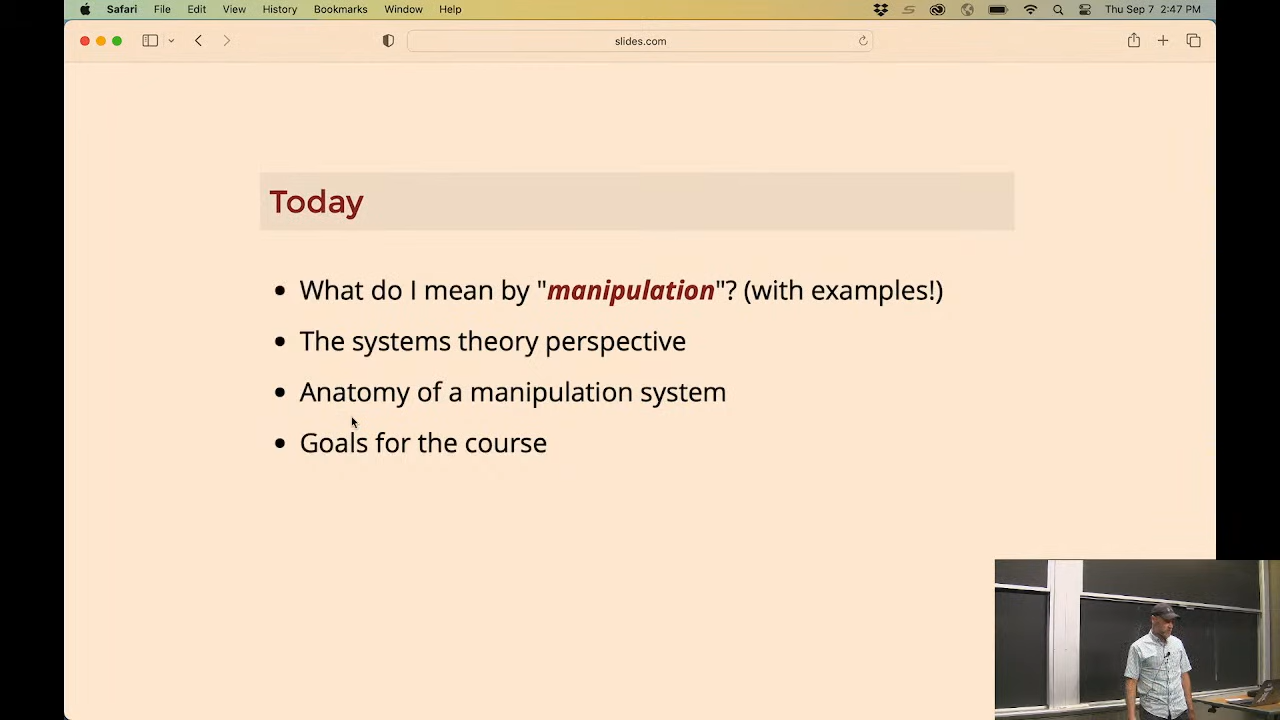 Safari File Edit View History Bookmarks Window Help Thu Sep 7 2:47 PM
slides.com
Today
What do I mean by "manipulation"? (with examples!)
The systems theory perspective
Anatomy of a manipulation system
Goals for the course